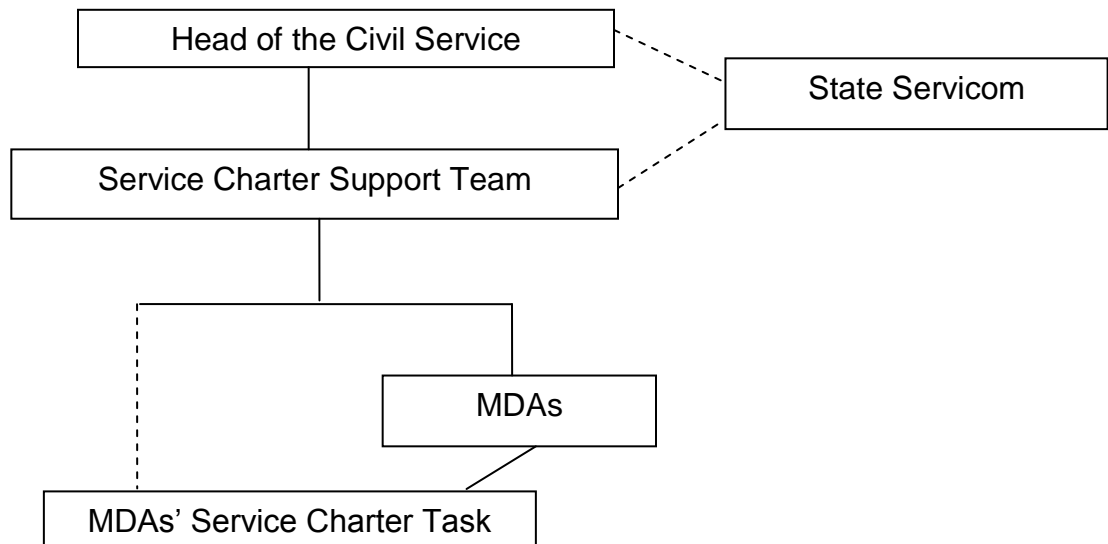 Head of the Civil Service
State Servicom
Service Charter Support Team
MDAs
MDAs’ Service Charter Task